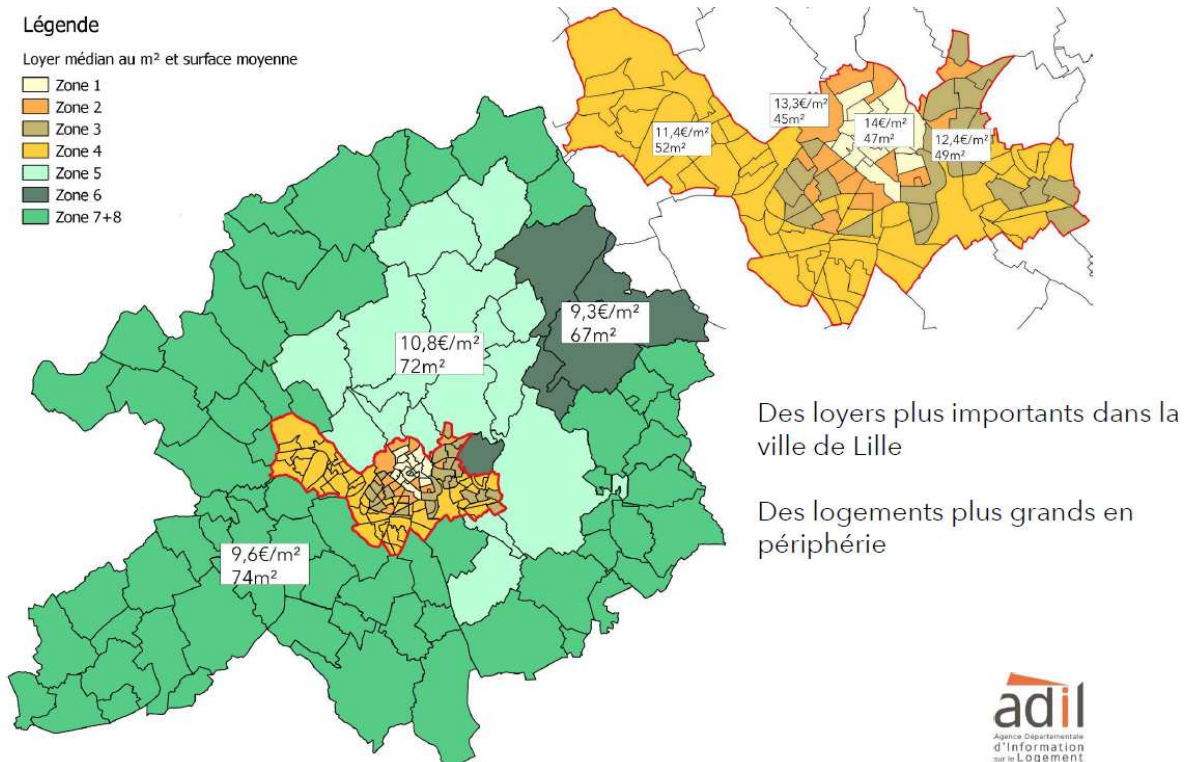 Légende
Loyer médian au m² et surface moyenne
Zone 1
Zone 2
Zone 3
Zone 4
Zone 5
Zone 6
Zone 7+8
11,4€/m²
52m²
13,3€/m²
45m²
14€/m²
47m²
12,4€/m²
49m²
9,3€/m²
67m²
10,8€/m²
72m²
9,6€/m²
74m²
Des loyers plus importants dans la
ville de Lille
Des logements plus grands en
périphérie
adil
Agence Départementale
d'Information
sur le Logement